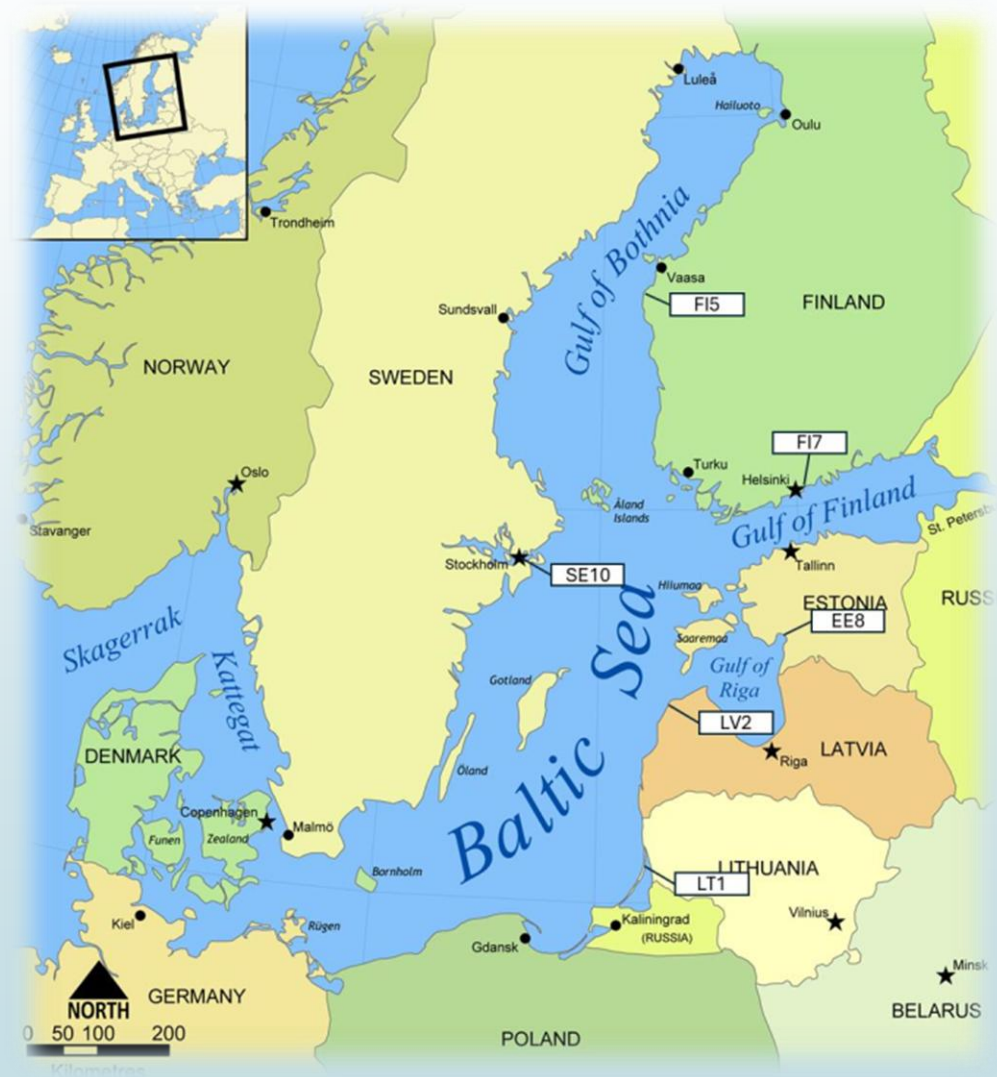 Luleå
Hailuoto
Oulu
Trondheim
Gulf of Bothnia
Vaasa
FI5
FINLAND
Sundsvall
NORWAY
SWEDEN
FI7
Oslo
Turku
Helsinki
Åland
Islands
Gulf of Finland
St. Petersb
Stavanger
Stockholm
SE10
Tallinn
Hiiumaa
ESTONIA
RUSS
EE8
Skagerrak
Kattegat
Saaremaa
Gulf of
Riga
Gotland
LV2
LATVIA
Riga
DENMARK
Öland
Baltic Sea
Copenhagen
Malmö
Funen
Zealand
Bornholm
LITHUANIA
LT1
Vilnius
Kiel
Rügen
Kaliningrad
(RUSSIA)
Gdansk
Minsk
NORTH
GERMANY
BELARUS
POLAND
0 50 100 200
Kilometres